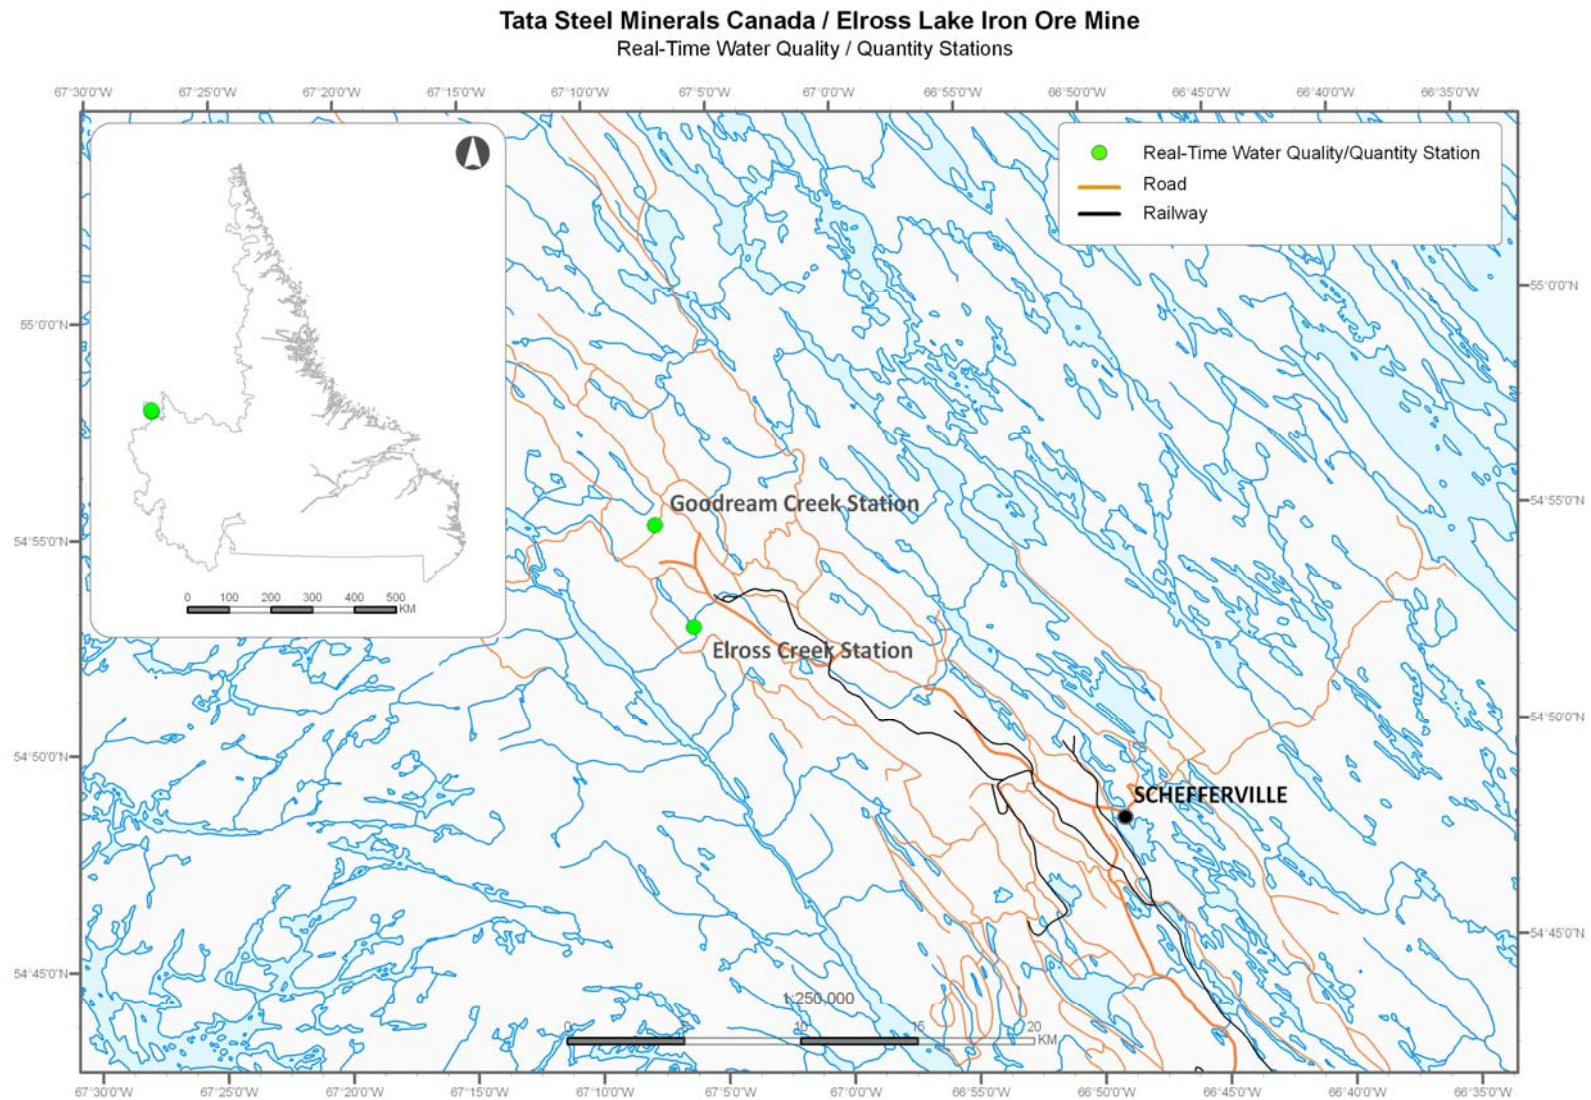 Tata Steel Minerals Canada / Elross Lake Iron Ore Mine
Real-Time Water Quality / Quantity Stations
67°30'0"W 67°25'0"W 67°20'0"W 67°15'0"W 67°10'0"W 67°5'0"W 67°0'0"W 66°55'0"W 66°50'0"W 66°45'0"W 66°40'0"W 66°35'0"W
Real-Time Water Quality/Quantity Station
Road
Railway
55°0'0"N
55°0'0"N
Goodream Creek Station
54°55'0"N
54°55'0"N
0 100 200 300 400 500
KM
Elross Creek Station
54°50'0"N
54°50'0"N
SCHEFFERVILLE
54°45'0"N
54°45'0"N
1:250,000
0 5 10 15 20
KM
67°30'0"W 67°25'0"W 67°20'0"W 67°15'0"W 67°10'0"W 67°5'0"W 67°0'0"W 66°55'0"W 66°50'0"W 66°45'0"W 66°40'0"W 66°35'0"W